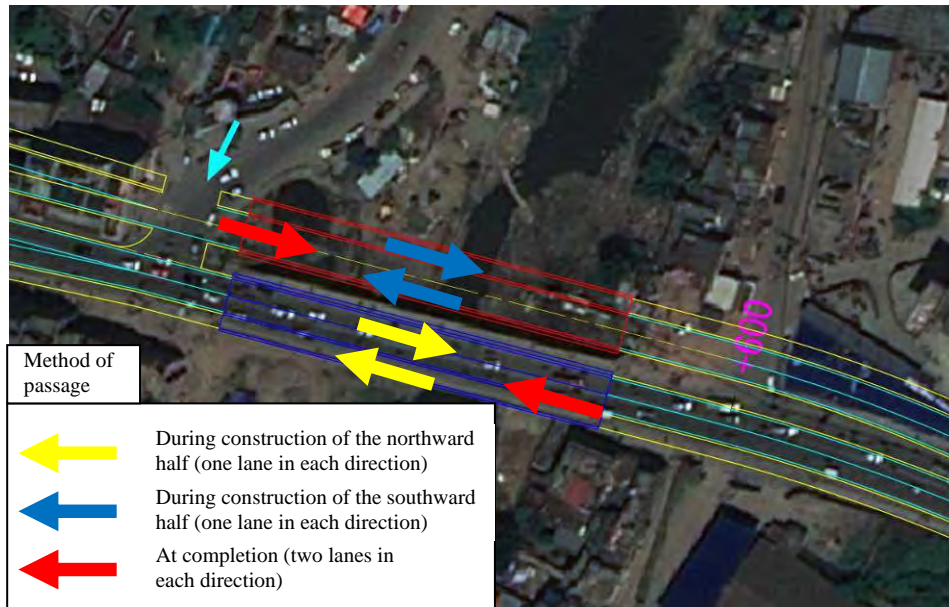 -600
Method of
passage
During construction of the northward
half (one lane in each direction)
During construction of the southward
half (one lane in each direction)
At completion (two lanes in
each direction)